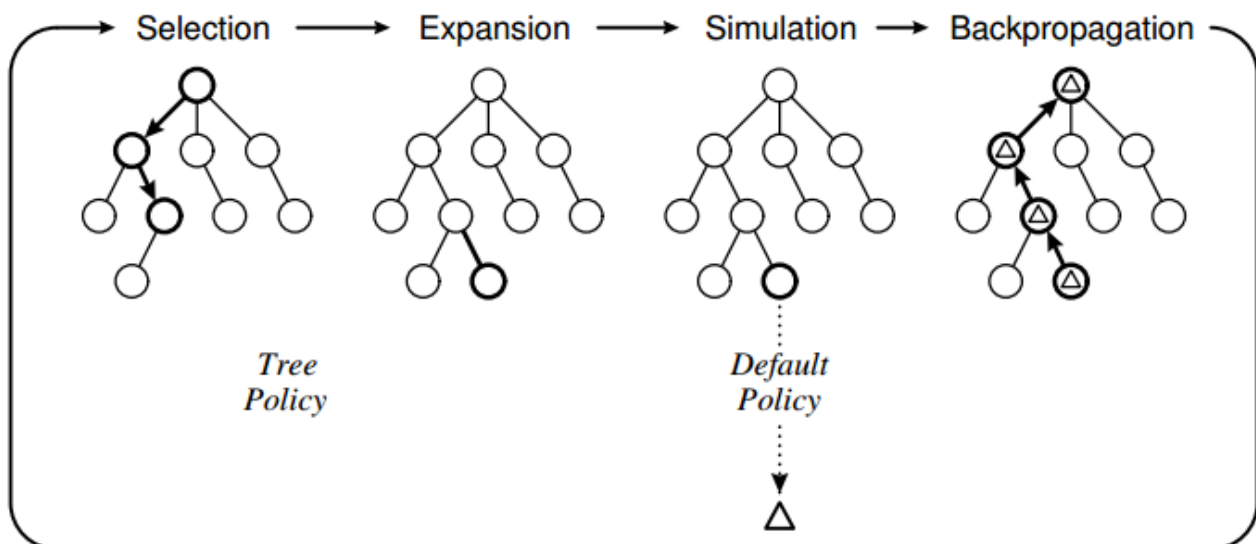 Selection Expansion Simulation Backpropagation
Tree
Policy
Default
Policy